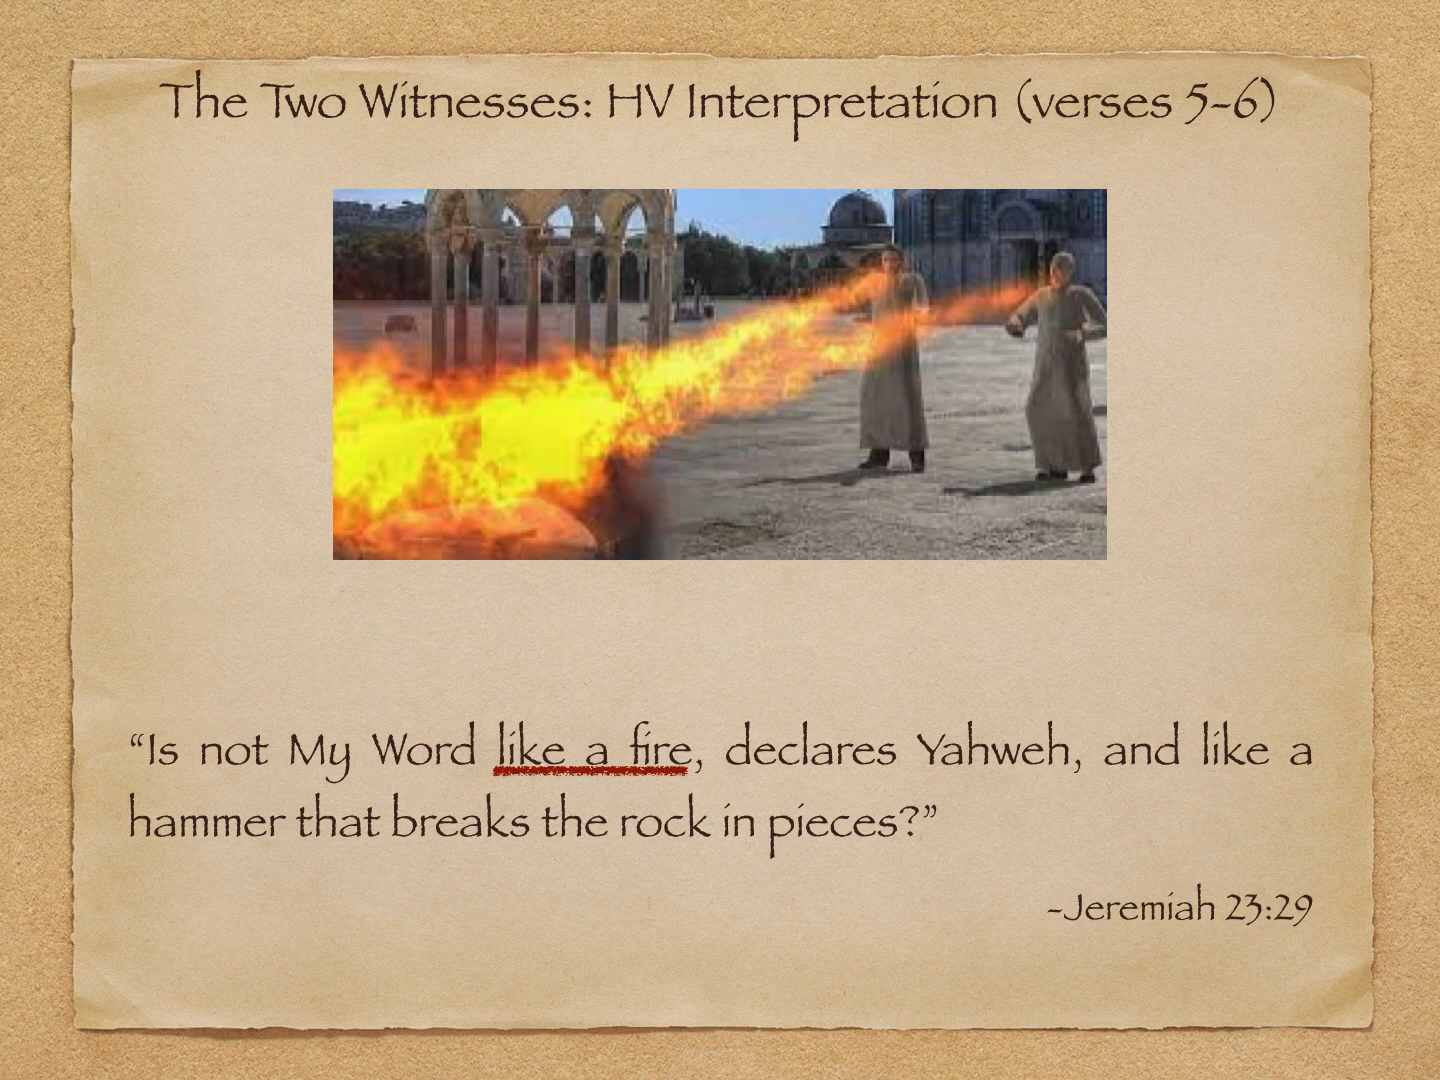 The Two Witnesses: HV Interpretation (verses 5-6)
“Is not My Word like a fire, declares Yahweh, and like a
hammer that breaks the rock in pieces?”
-Jeremiah 23:29